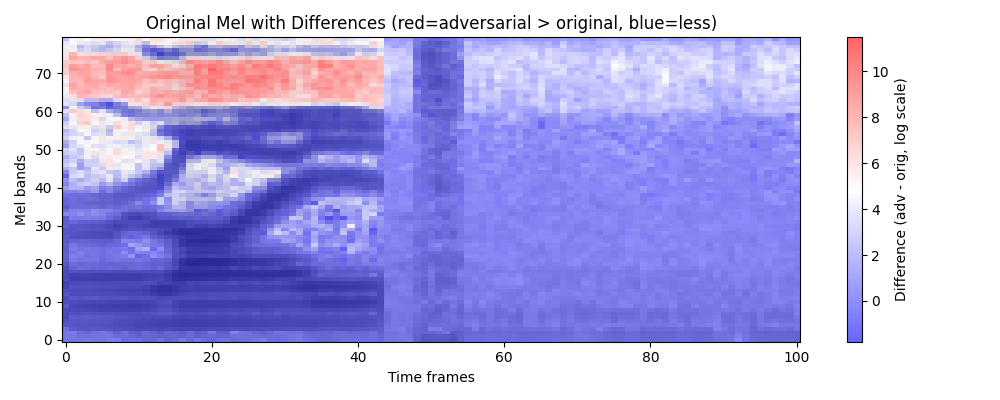 Original Mel with Differences (red=adversarial > original, blue=less)
Mel bands
70
60
50
40
30
20
10
0
0 20 40 60 80 100
Time frames
10
8
6
4
2
0
Difference (adv - orig, log scale)